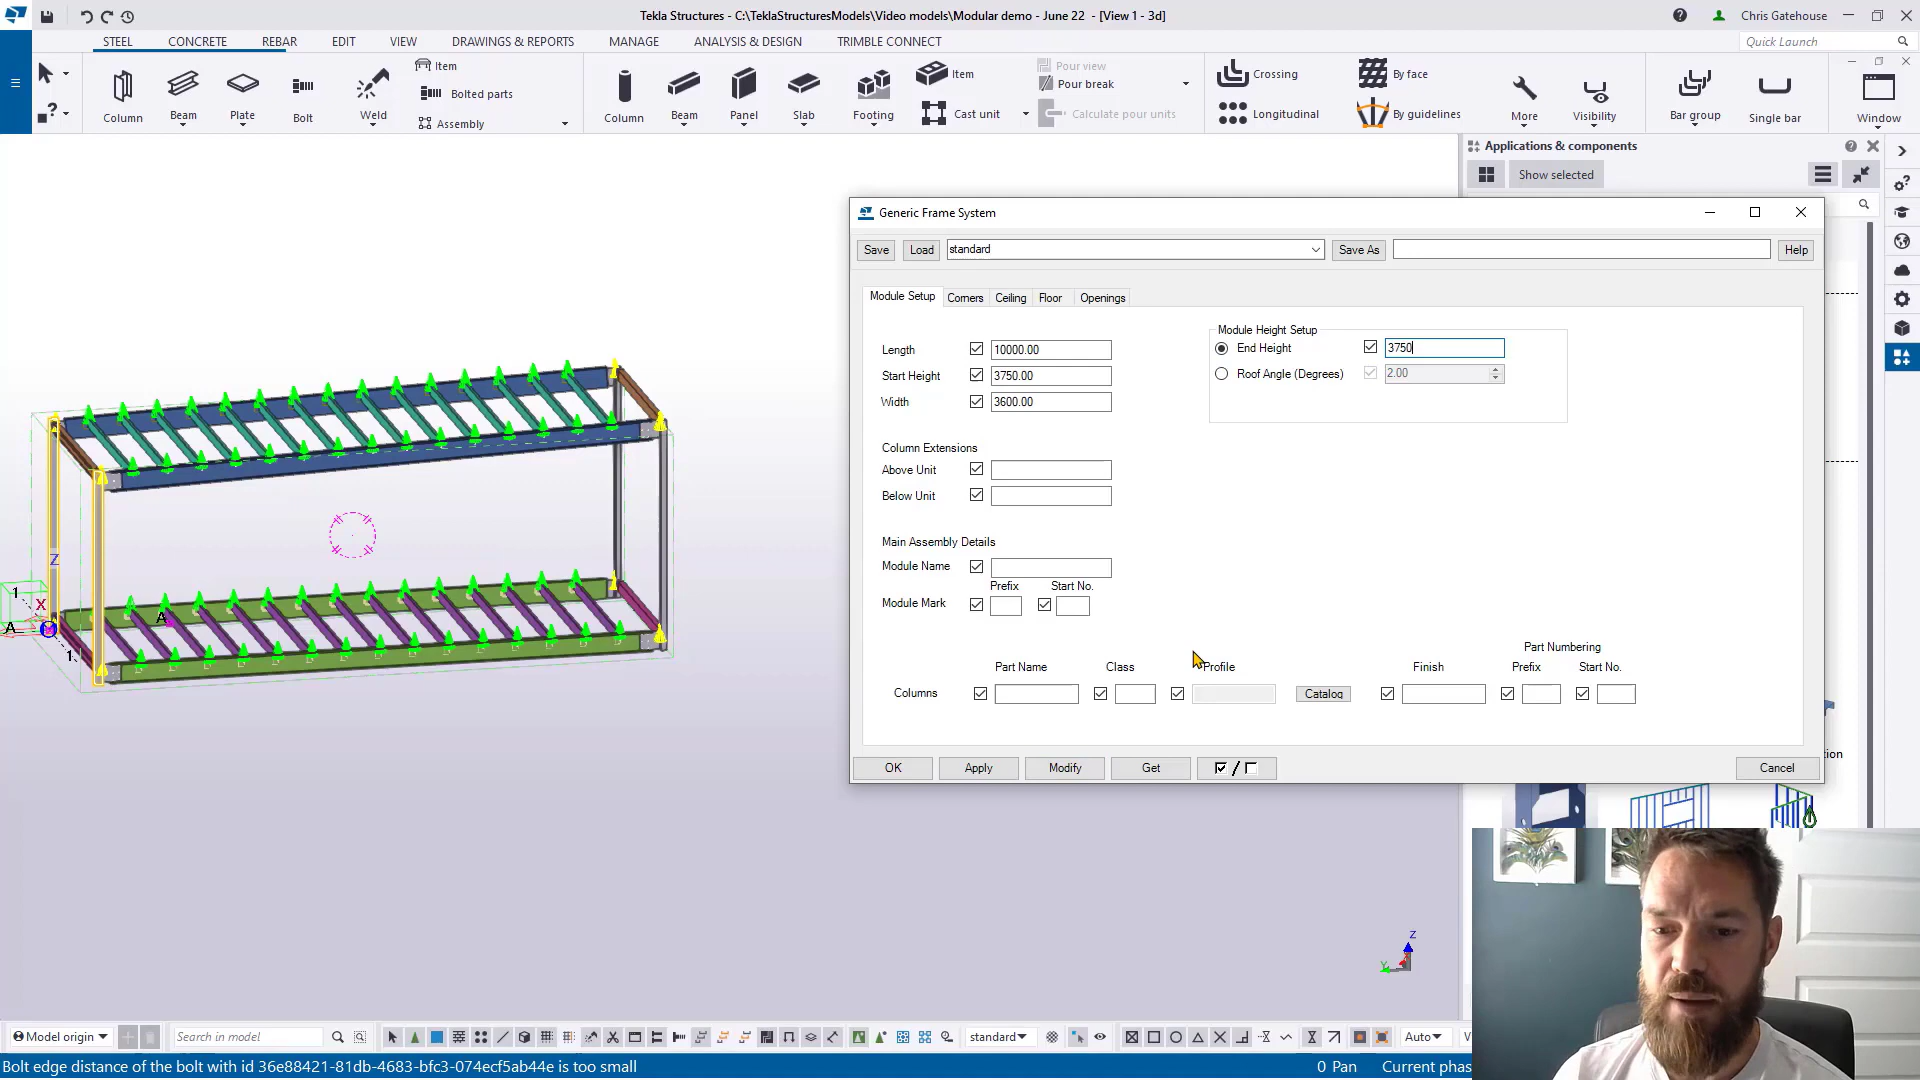 Tekla Structures - C:\TeklaStructuresModels\Video models\Modular demo - June 22 - [View 1 - 3d]
Chris Gatehouse
STEEL CONCRETE REBAR EDIT VIEW DRAWINGS & REPORTS MANAGE ANALYSIS & DESIGN TRIMBLE CONNECT
Quick Launch
Item
Bolted parts
Assembly
Column Beam Plate Bolt Weld
Column Beam Panel Slab Footing
Item
Cast unit
Pour view
Pour break
Calculate pour units
Crossing
Longitudinal
By face
By guidelines
More Visibility Bar group Single bar Window
Applications & components
Show selected
Generic Frame System
Save Load standard Save As Help
Module Setup Corners Ceiling Floor Openings
Length 10000.00
Start Height 3750.00
Width 3600.00
Module Height Setup
End Height 3750
Roof Angle (Degrees) 2.00
Column Extensions
Above Unit
Below Unit
Main Assembly Details
Module Name
Prefix Start No.
Module Mark
Part Numbering
Part Name Class Profile Finish Prefix Start No.
Columns Catalog
OK Apply Modify Get / Cancel
Z
1 X
A A
1
Z
Y
Model origin Search in model standard Auto
Bolt edge distance of the bolt with id 36e88421-81db-4683-bfc3-074ecf5ab44e is too small
0 Pan Current phas